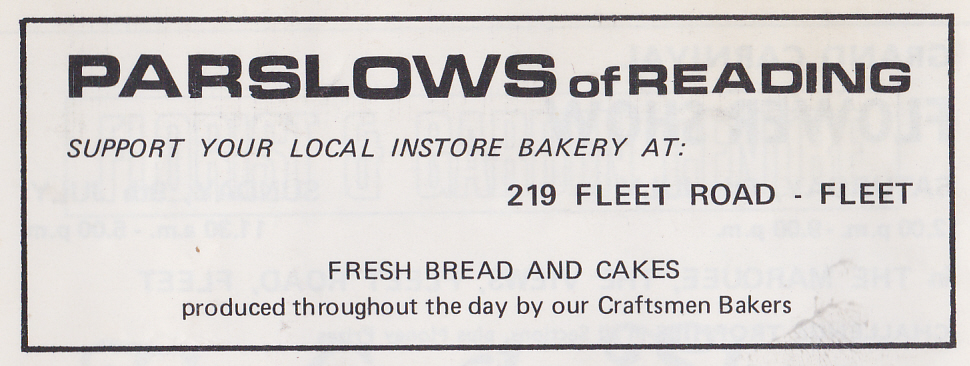 PARSLOWS of READING
SUPPORT YOUR LOCAL INSTORE BAKERY AT:
219 FLEET ROAD - FLEET
FRESH BREAD AND CAKES
produced throughout the day by our Craftsmen Bakers